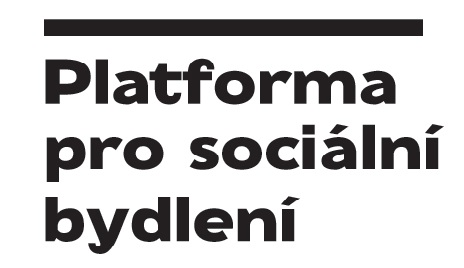 Platforma
pro sociální
bydlení